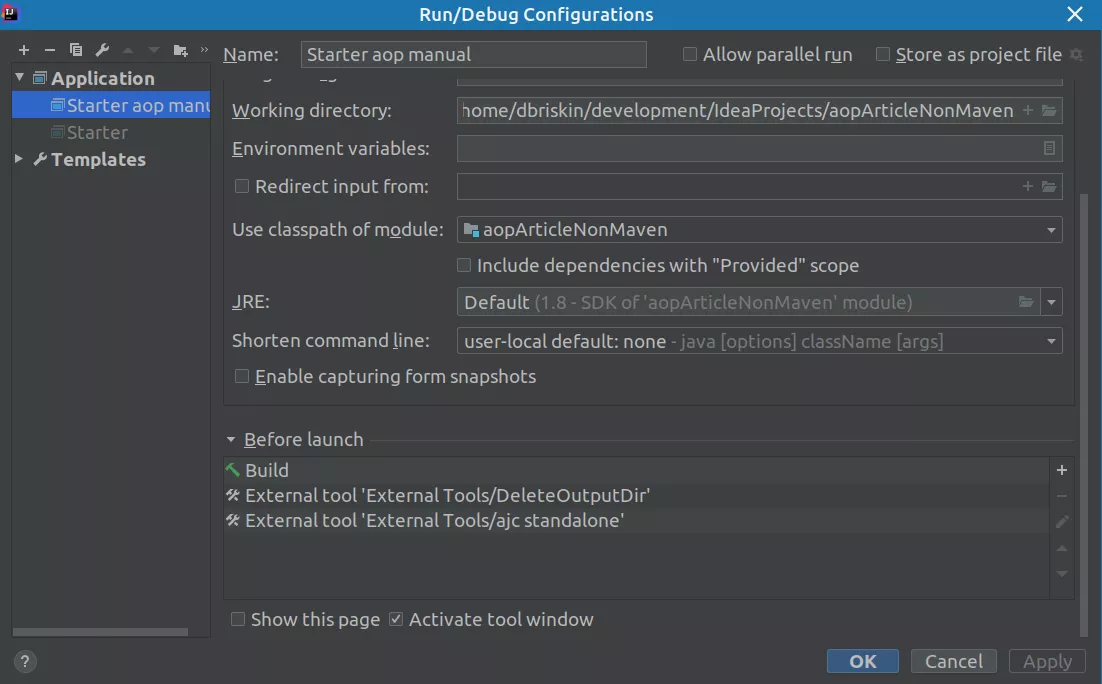 Run/Debug Configurations
Name: Starter aop manual Allow parallel run Store as project file
Application
Starter aop manu
Starter
Templates
Working directory: home/dbriskin/development/IdeaProjects/aopArticleNonMaven
Environment variables:
Redirect input from:
Use classpath of module: aopArticleNonMaven
Include dependencies with "Provided" scope
JRE: Default (1.8 - SDK of 'aopArticleNonMaven' module)
Shorten command line: user-local default: none - java [options] className [args]
Enable capturing form snapshots
Before launch
Build
External tool 'External Tools/DeleteOutputDir'
External tool 'External Tools/ajc standalone'
Show this page Activate tool window
? OK Cancel Apply